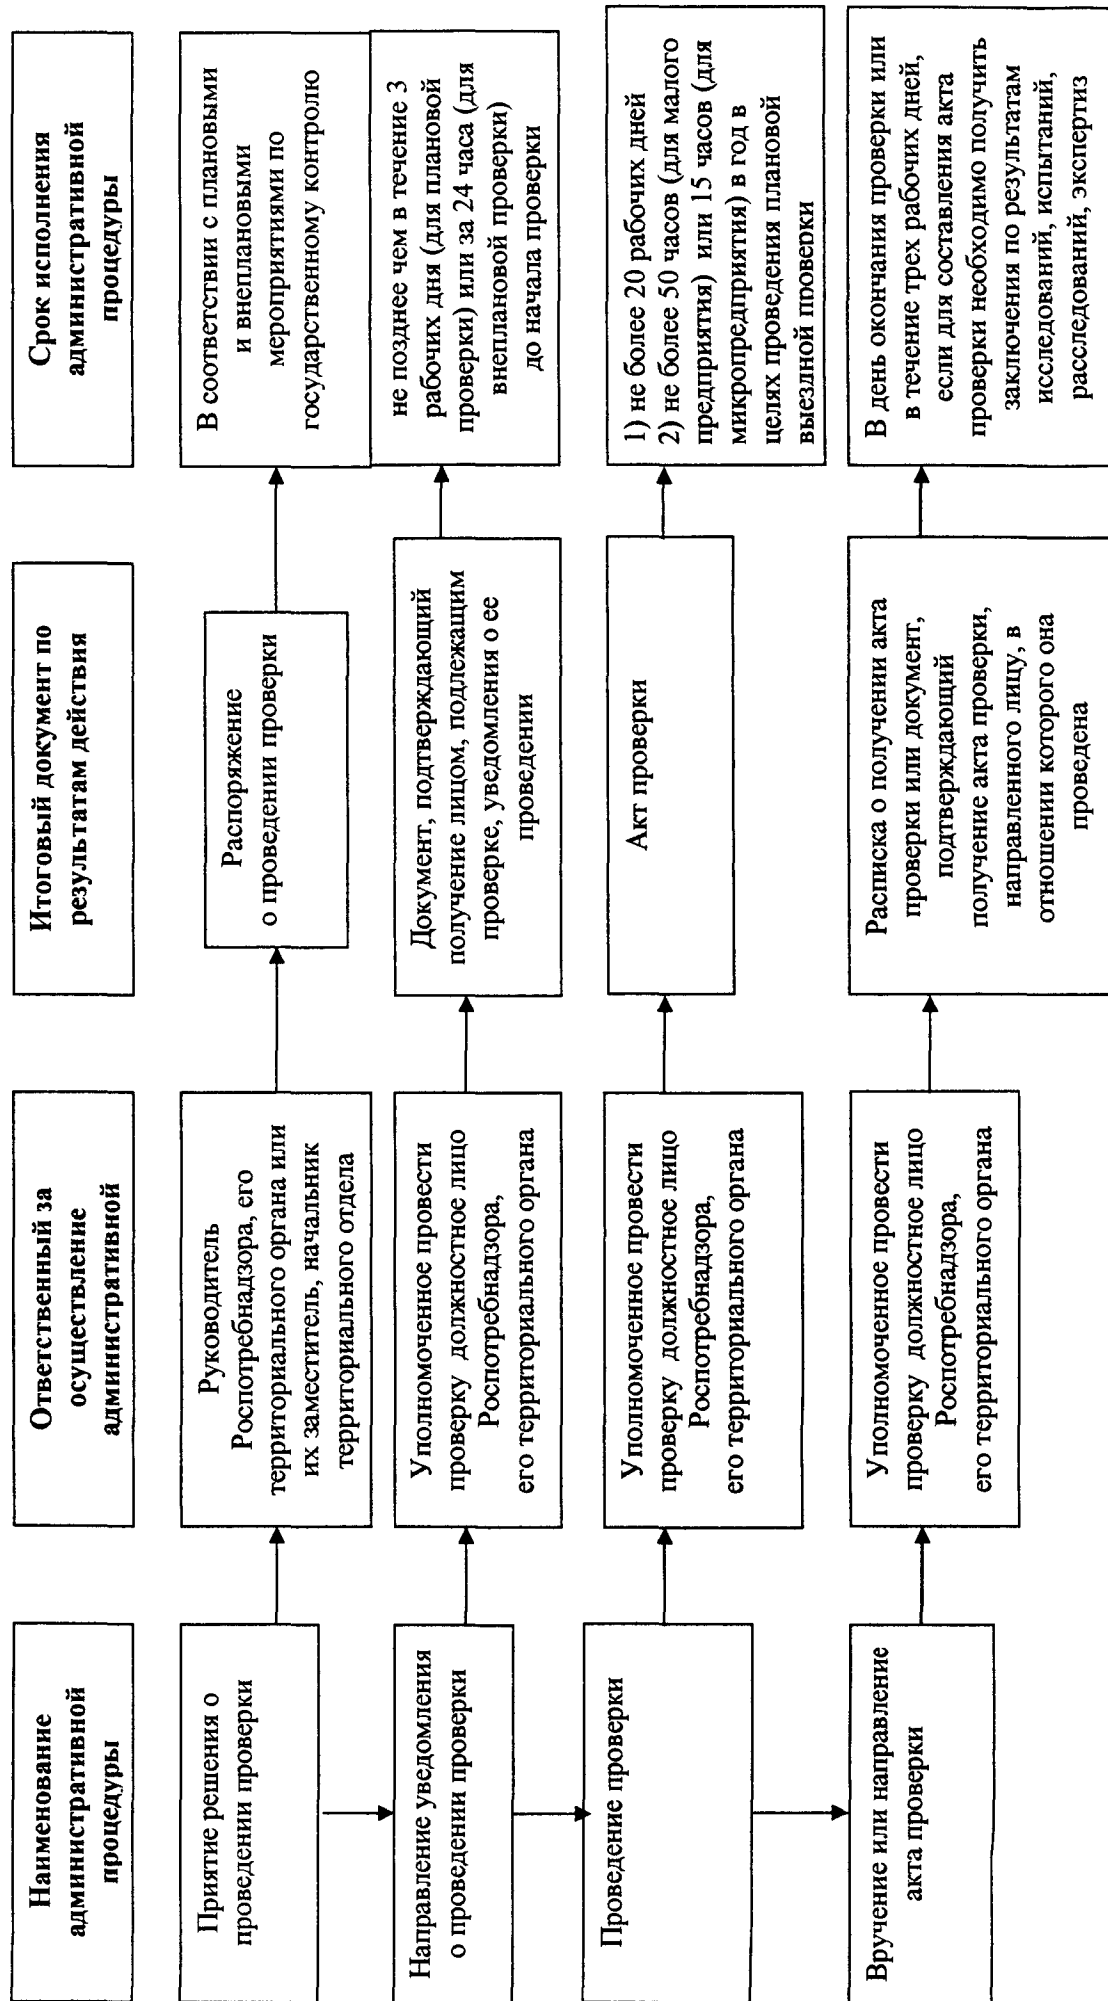 Наименование
административной
процедуры
Ответственный за
осуществление
административной
Итоговый документ по
результатам действия
Срок исполнения
административной
процедуры
Приятие решения о
проведении проверки
Руководитель
Роспотребнадзора, его
территориального органа или
их заместитель, начальник
территориального отдела
Распоряжение
о проведении проверки
В соответствии с плановыми
и внеплановыми
мероприятиями по
государственному контролю
Направление уведомления
о проведении проверки
Уполномоченное провести
проверку должностное лицо
Роспотребнадзора,
его территориального органа
Документ, подтверждающий
получение лицом, подлежащим
проверке, уведомления о ее
проведении
не позднее чем в течение 3
рабочих дня (для плановой
проверки) или за 24 часа (для
внеплановой проверки)
до начала проверки
Проведение проверки
Уполномоченное провести
проверку должностное лицо
Роспотребнадзора,
его территориального органа
Акт проверки
1) не более 20 рабочих дней
2) не более 50 часов (для малого
предприятия) или 15 часов (для
микропредприятия) в год в
целях проведения плановой
выездной проверки
Вручение или направление
акта проверки
Уполномоченное провести
проверку должностное лицо
Роспотребнадзора,
его территориального органа
Расписка о получении акта
проверки или документ,
подтверждающий
получение акта проверки,
направленного лицу, в
отношении которого она
проведена
В день окончания проверки или
в течение трех рабочих дней,
если для составления акта
проверки необходимо получить
заключения по результатам
исследований, испытаний,
расследований, экспертиз